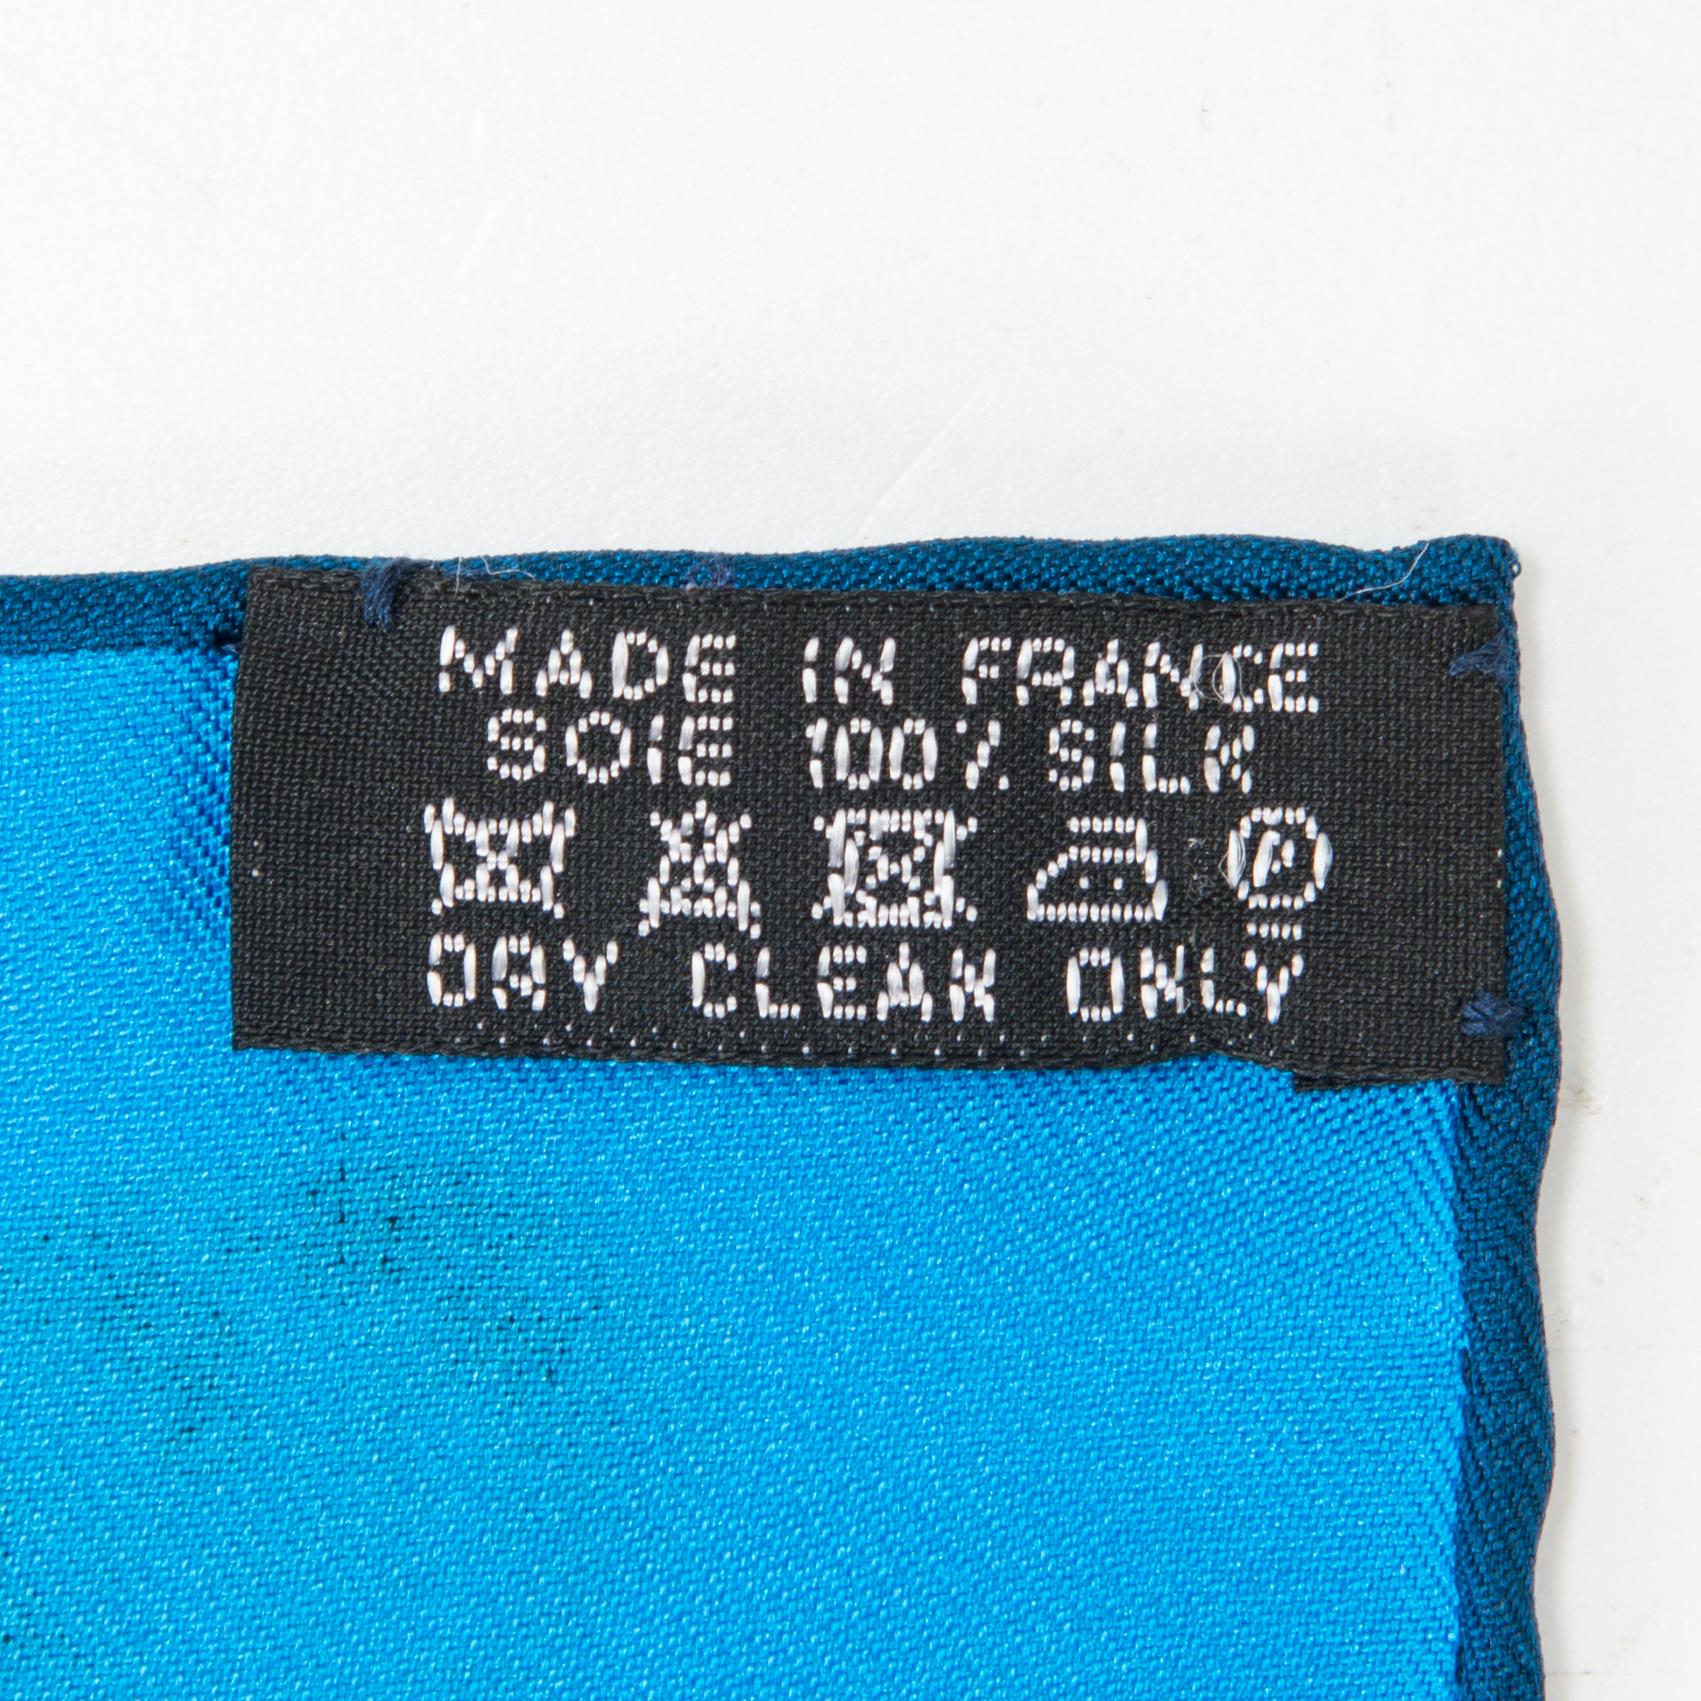 MADE IN FRANCE
SOIE 100% SILK
P
DRY CLEAN ONLY